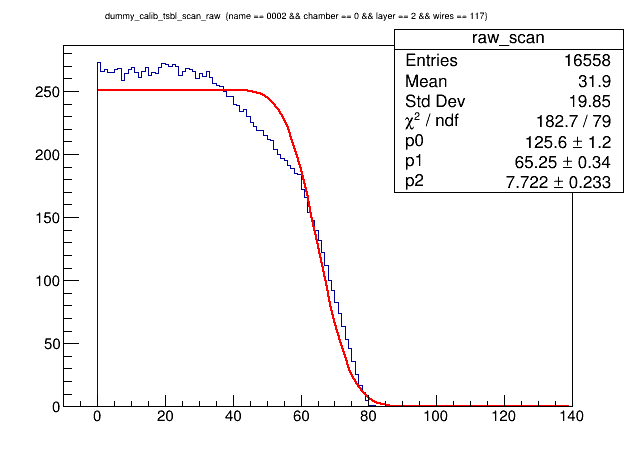 dummy_calib_tsbl_scan_raw (name == 0002 && chamber == 0 && layer == 2 && wires == 117)
raw_scan
Entries 16558
Mean 31.9
Std Dev 19.85
χ² / ndf 182.7 / 79
p0 125.6 ± 1.2
p1 65.25 ± 0.34
p2 7.722 ± 0.233
250
200
150
100
50
0
0 20 40 60 80 100 120 140